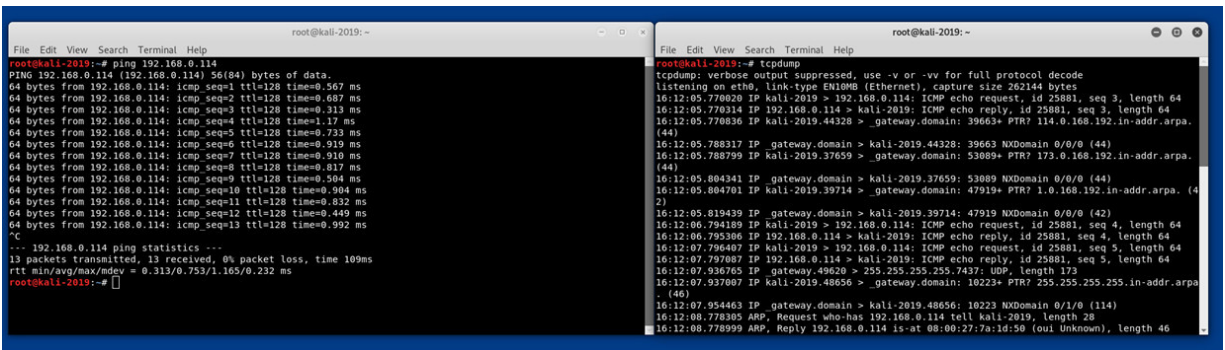 root@kali-2019: ~
File Edit View Search Terminal Help
root@kali-2019:~# ping 192.168.0.114
PING 192.168.0.114 (192.168.0.114) 56(84) bytes of data.
64 bytes from 192.168.0.114: icmp_seq=1 ttl=128 time=0.567 ms
64 bytes from 192.168.0.114: icmp_seq=2 ttl=128 time=0.687 ms
64 bytes from 192.168.0.114: icmp_seq=3 ttl=128 time=0.313 ms
64 bytes from 192.168.0.114: icmp_seq=4 ttl=128 time=1.17 ms
64 bytes from 192.168.0.114: icmp_seq=5 ttl=128 time=0.733 ms
64 bytes from 192.168.0.114: icmp_seq=6 ttl=128 time=0.919 ms
64 bytes from 192.168.0.114: icmp_seq=7 ttl=128 time=0.910 ms
64 bytes from 192.168.0.114: icmp_seq=8 ttl=128 time=0.817 ms
64 bytes from 192.168.0.114: icmp_seq=9 ttl=128 time=0.504 ms
64 bytes from 192.168.0.114: icmp_seq=10 ttl=128 time=0.904 ms
64 bytes from 192.168.0.114: icmp_seq=11 ttl=128 time=0.832 ms
64 bytes from 192.168.0.114: icmp_seq=12 ttl=128 time=0.449 ms
64 bytes from 192.168.0.114: icmp_seq=13 ttl=128 time=0.992 ms
^C
--- 192.168.0.114 ping statistics ---
13 packets transmitted, 13 received, 0% packet loss, time 109ms
rtt min/avg/max/mdev = 0.313/0.753/1.165/0.232 ms
root@kali-2019:~#
root@kali-2019: ~
File Edit View Search Terminal Help
root@kali-2019:~# tcpdump
tcpdump: verbose output suppressed, use -v or -vv for full protocol decode
listening on eth0, link-type EN10MB (Ethernet), capture size 262144 bytes
16:12:05.770020 IP kali-2019 > 192.168.0.114: ICMP echo request, id 25881, seq 3, length 64
16:12:05.770314 IP 192.168.0.114 > kali-2019: ICMP echo reply, id 25881, seq 3, length 64
16:12:05.770836 IP kali-2019.44328 > _gateway.domain: 39663+ PTR? 114.0.168.192.in-addr.arpa.
(44)
16:12:05.788317 IP _gateway.domain > kali-2019.44328: 39663 NXDomain 0/0/0 (44)
16:12:05.788799 IP kali-2019.37659 > _gateway.domain: 53089+ PTR? 173.0.168.192.in-addr.arpa.
(44)
16:12:05.804341 IP _gateway.domain > kali-2019.37659: 53089 NXDomain 0/0/0 (44)
16:12:05.804701 IP kali-2019.39714 > _gateway.domain: 47919+ PTR? 1.0.168.192.in-addr.arpa. (4
2)
16:12:05.819439 IP _gateway.domain > kali-2019.39714: 47919 NXDomain 0/0/0 (42)
16:12:06.794189 IP kali-2019 > 192.168.0.114: ICMP echo request, id 25881, seq 4, length 64
16:12:06.795306 IP 192.168.0.114 > kali-2019: ICMP echo reply, id 25881, seq 4, length 64
16:12:07.796407 IP kali-2019 > 192.168.0.114: ICMP echo request, id 25881, seq 5, length 64
16:12:07.797087 IP 192.168.0.114 > kali-2019: ICMP echo reply, id 25881, seq 5, length 64
16:12:07.936765 IP _gateway.49620 > 255.255.255.255.7437: UDP, length 173
16:12:07.937007 IP kali-2019.48656 > _gateway.domain: 10223+ PTR? 255.255.255.255.in-addr.arpa
. (46)
16:12:07.954463 IP _gateway.domain > kali-2019.48656: 10223 NXDomain 0/1/0 (114)
16:12:08.778305 ARP, Request who-has 192.168.0.114 tell kali-2019, length 28
16:12:08.778999 ARP, Reply 192.168.0.114 is-at 08:00:27:7a:1d:50 (oui Unknown), length 46